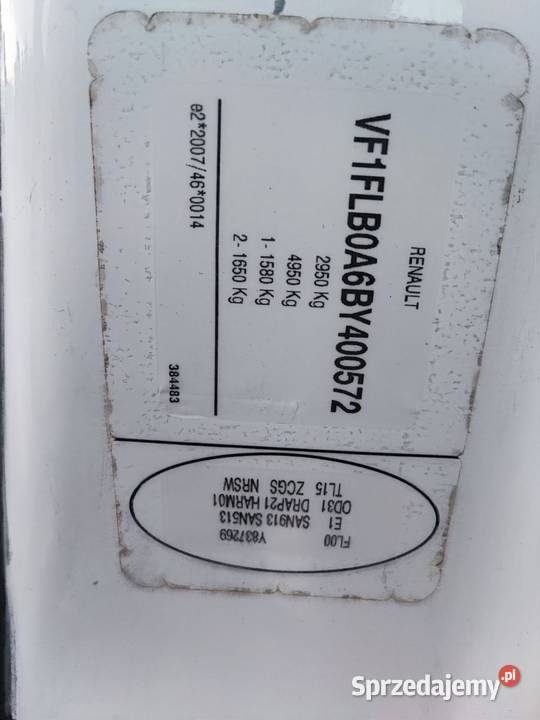 RENAULT
VF1FLB0A6BY400572
2950 Kg
4950 Kg
1- 1580 Kg
2- 1650 Kg
e2*2007/46*0014
384483
FL00 Y837269
E1 SAN913 SAN513
OD31 DRAP21 HARM01
TL15 ZCGS NRSW
Sprzedajemy.pl